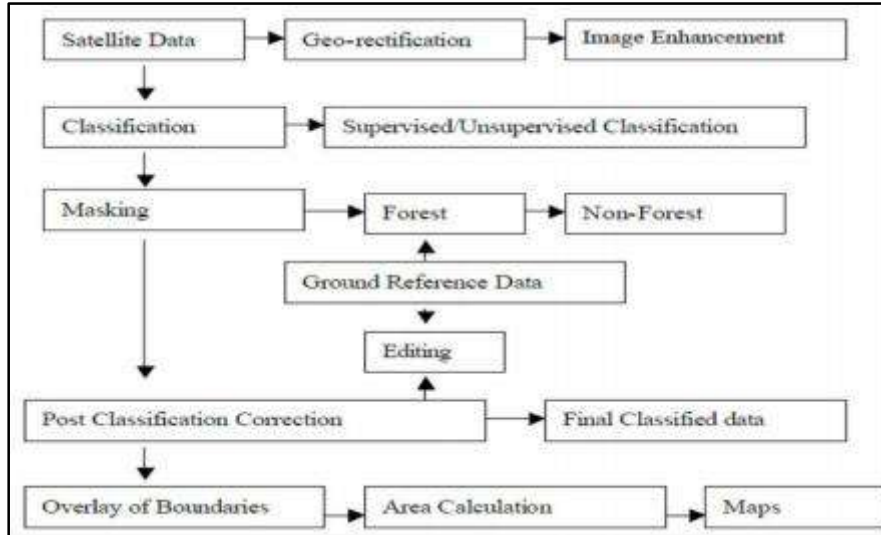 Satellite Data
Geo-rectification
Image Enhancement
Classification
Supervised/Unsupervised Classification
Masking
Forest
Non-Forest
Ground Reference Data
Editing
Post Classification Correction
Final Classified data
Overlay of Boundaries
Area Calculation
Maps